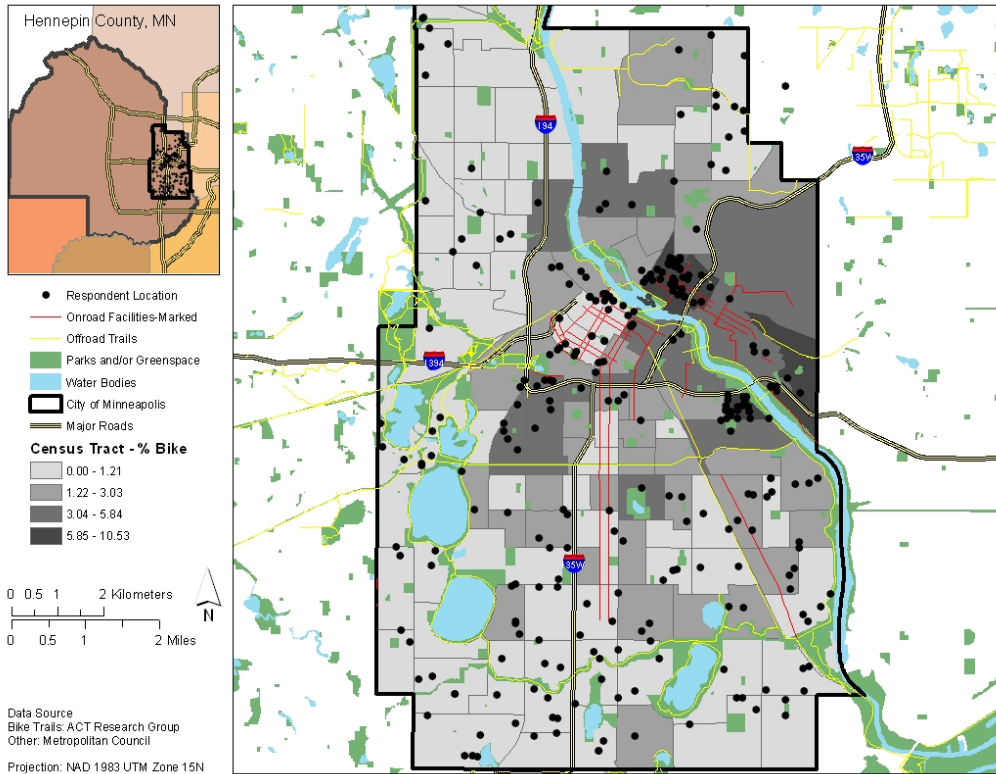 Hennepin County, MN
Respondent Location
Onroad Facilities-Marked
Offroad Trails
Parks and/or Greenspace
Water Bodies
City of Minneapolis
Major Roads
Census Tract - % Bike
0.00 - 1.21
1.22 - 3.03
3.04 - 5.84
5.85 - 10.53
0 0.5 1 2 Kilometers
0 0.5 1 2 Miles
N
Data Source
Bike Trails: ACT Research Group
Other: Metropolitan Council
Projection: NAD 1983 UTM Zone 15N
194
35W
1394
35W